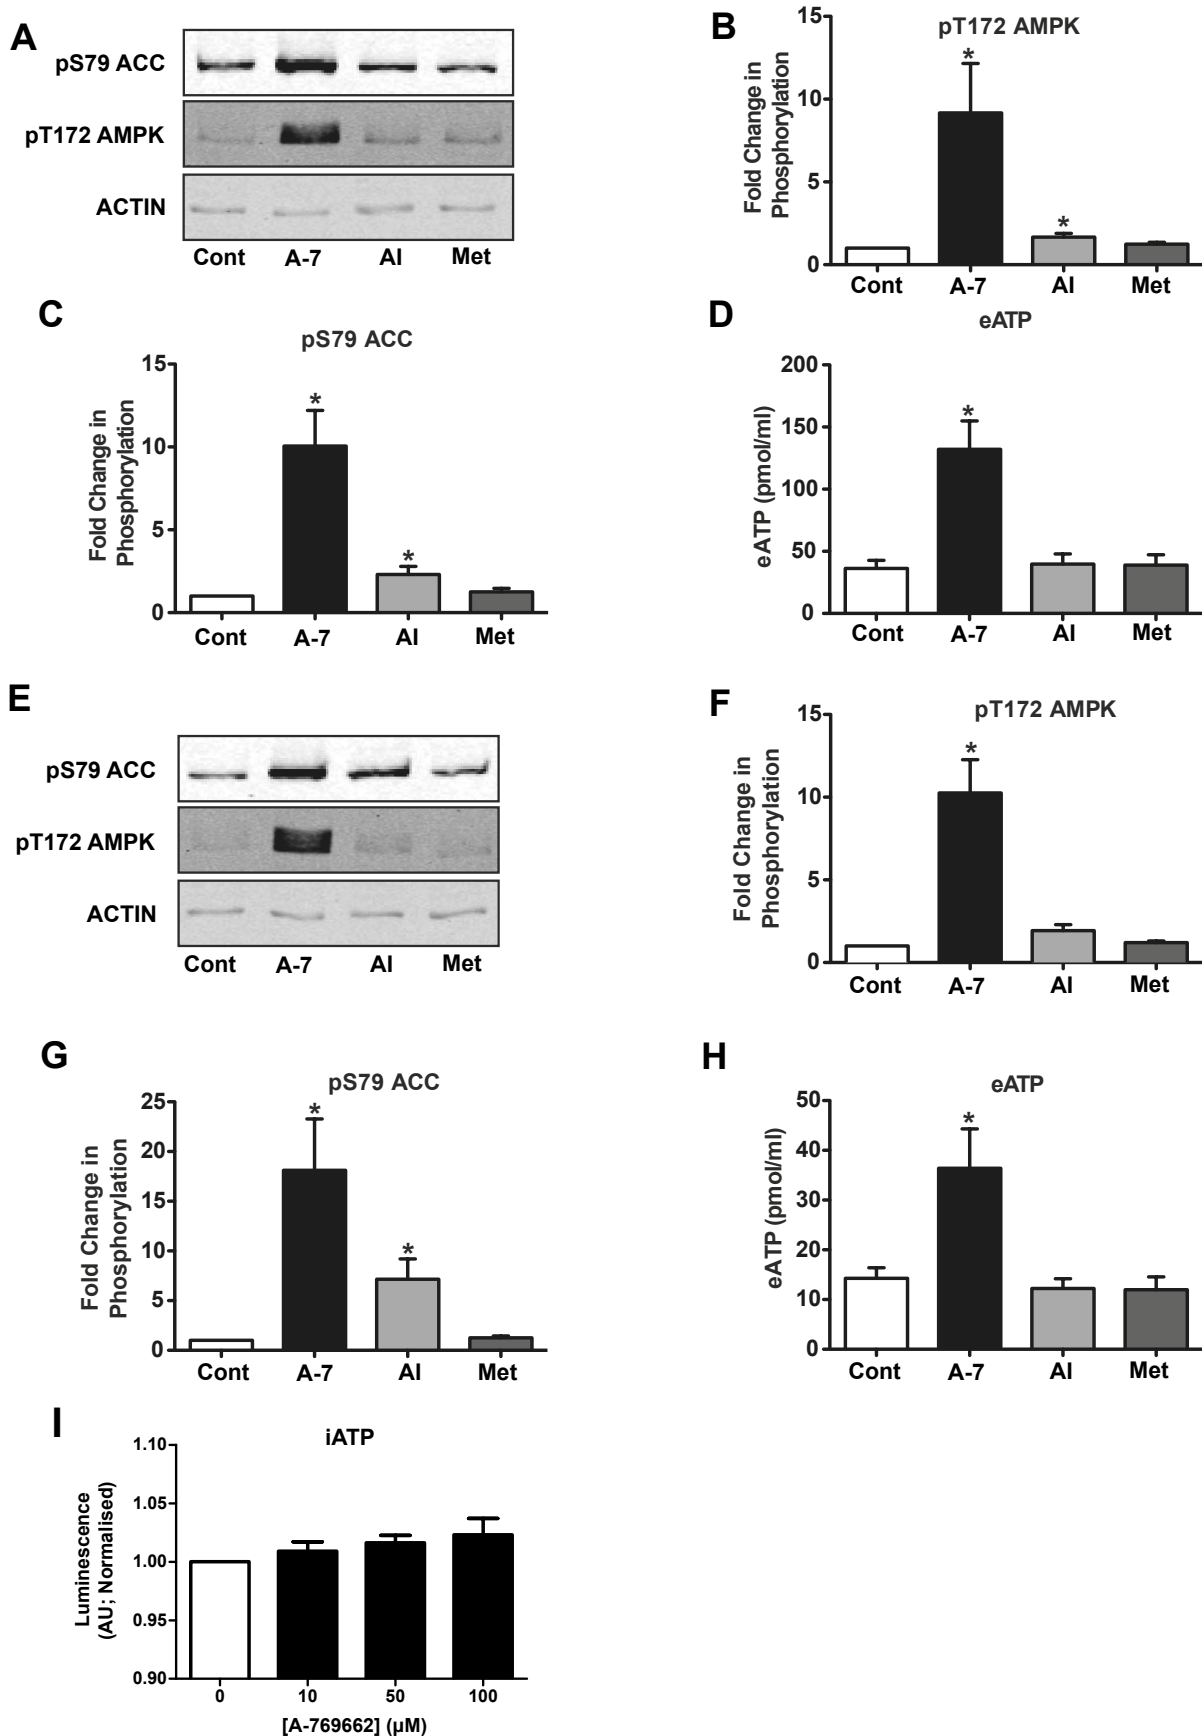 A
pS79 ACC
pT172 AMPK
ACTIN
Cont A-7 AI Met
B
pT172 AMPK
Fold Change in
Phosphorylation
15
10
5
0
* *
Cont A-7 AI Met
C
pS79 ACC
Fold Change in
Phosphorylation
15
10
5
0
* *
Cont A-7 AI Met
D
eATP
eATP (pmol/ml)
200
150
100
50
0
*
Cont A-7 AI Met
E
pS79 ACC
pT172 AMPK
ACTIN
Cont A-7 AI Met
F
pT172 AMPK
Fold Change in
Phosphorylation
15
10
5
0
*
Cont A-7 AI Met
G
pS79 ACC
Fold Change in
Phosphorylation
25
20
15
10
5
0
* *
Cont A-7 AI Met
H
eATP
eATP (pmol/ml)
50
40
30
20
10
0
*
Cont A-7 AI Met
I
iATP
Luminescence
(AU; Normalised)
1.10
1.05
1.00
0.95
0.90
0 10 50 100
[A-769662] (µM)